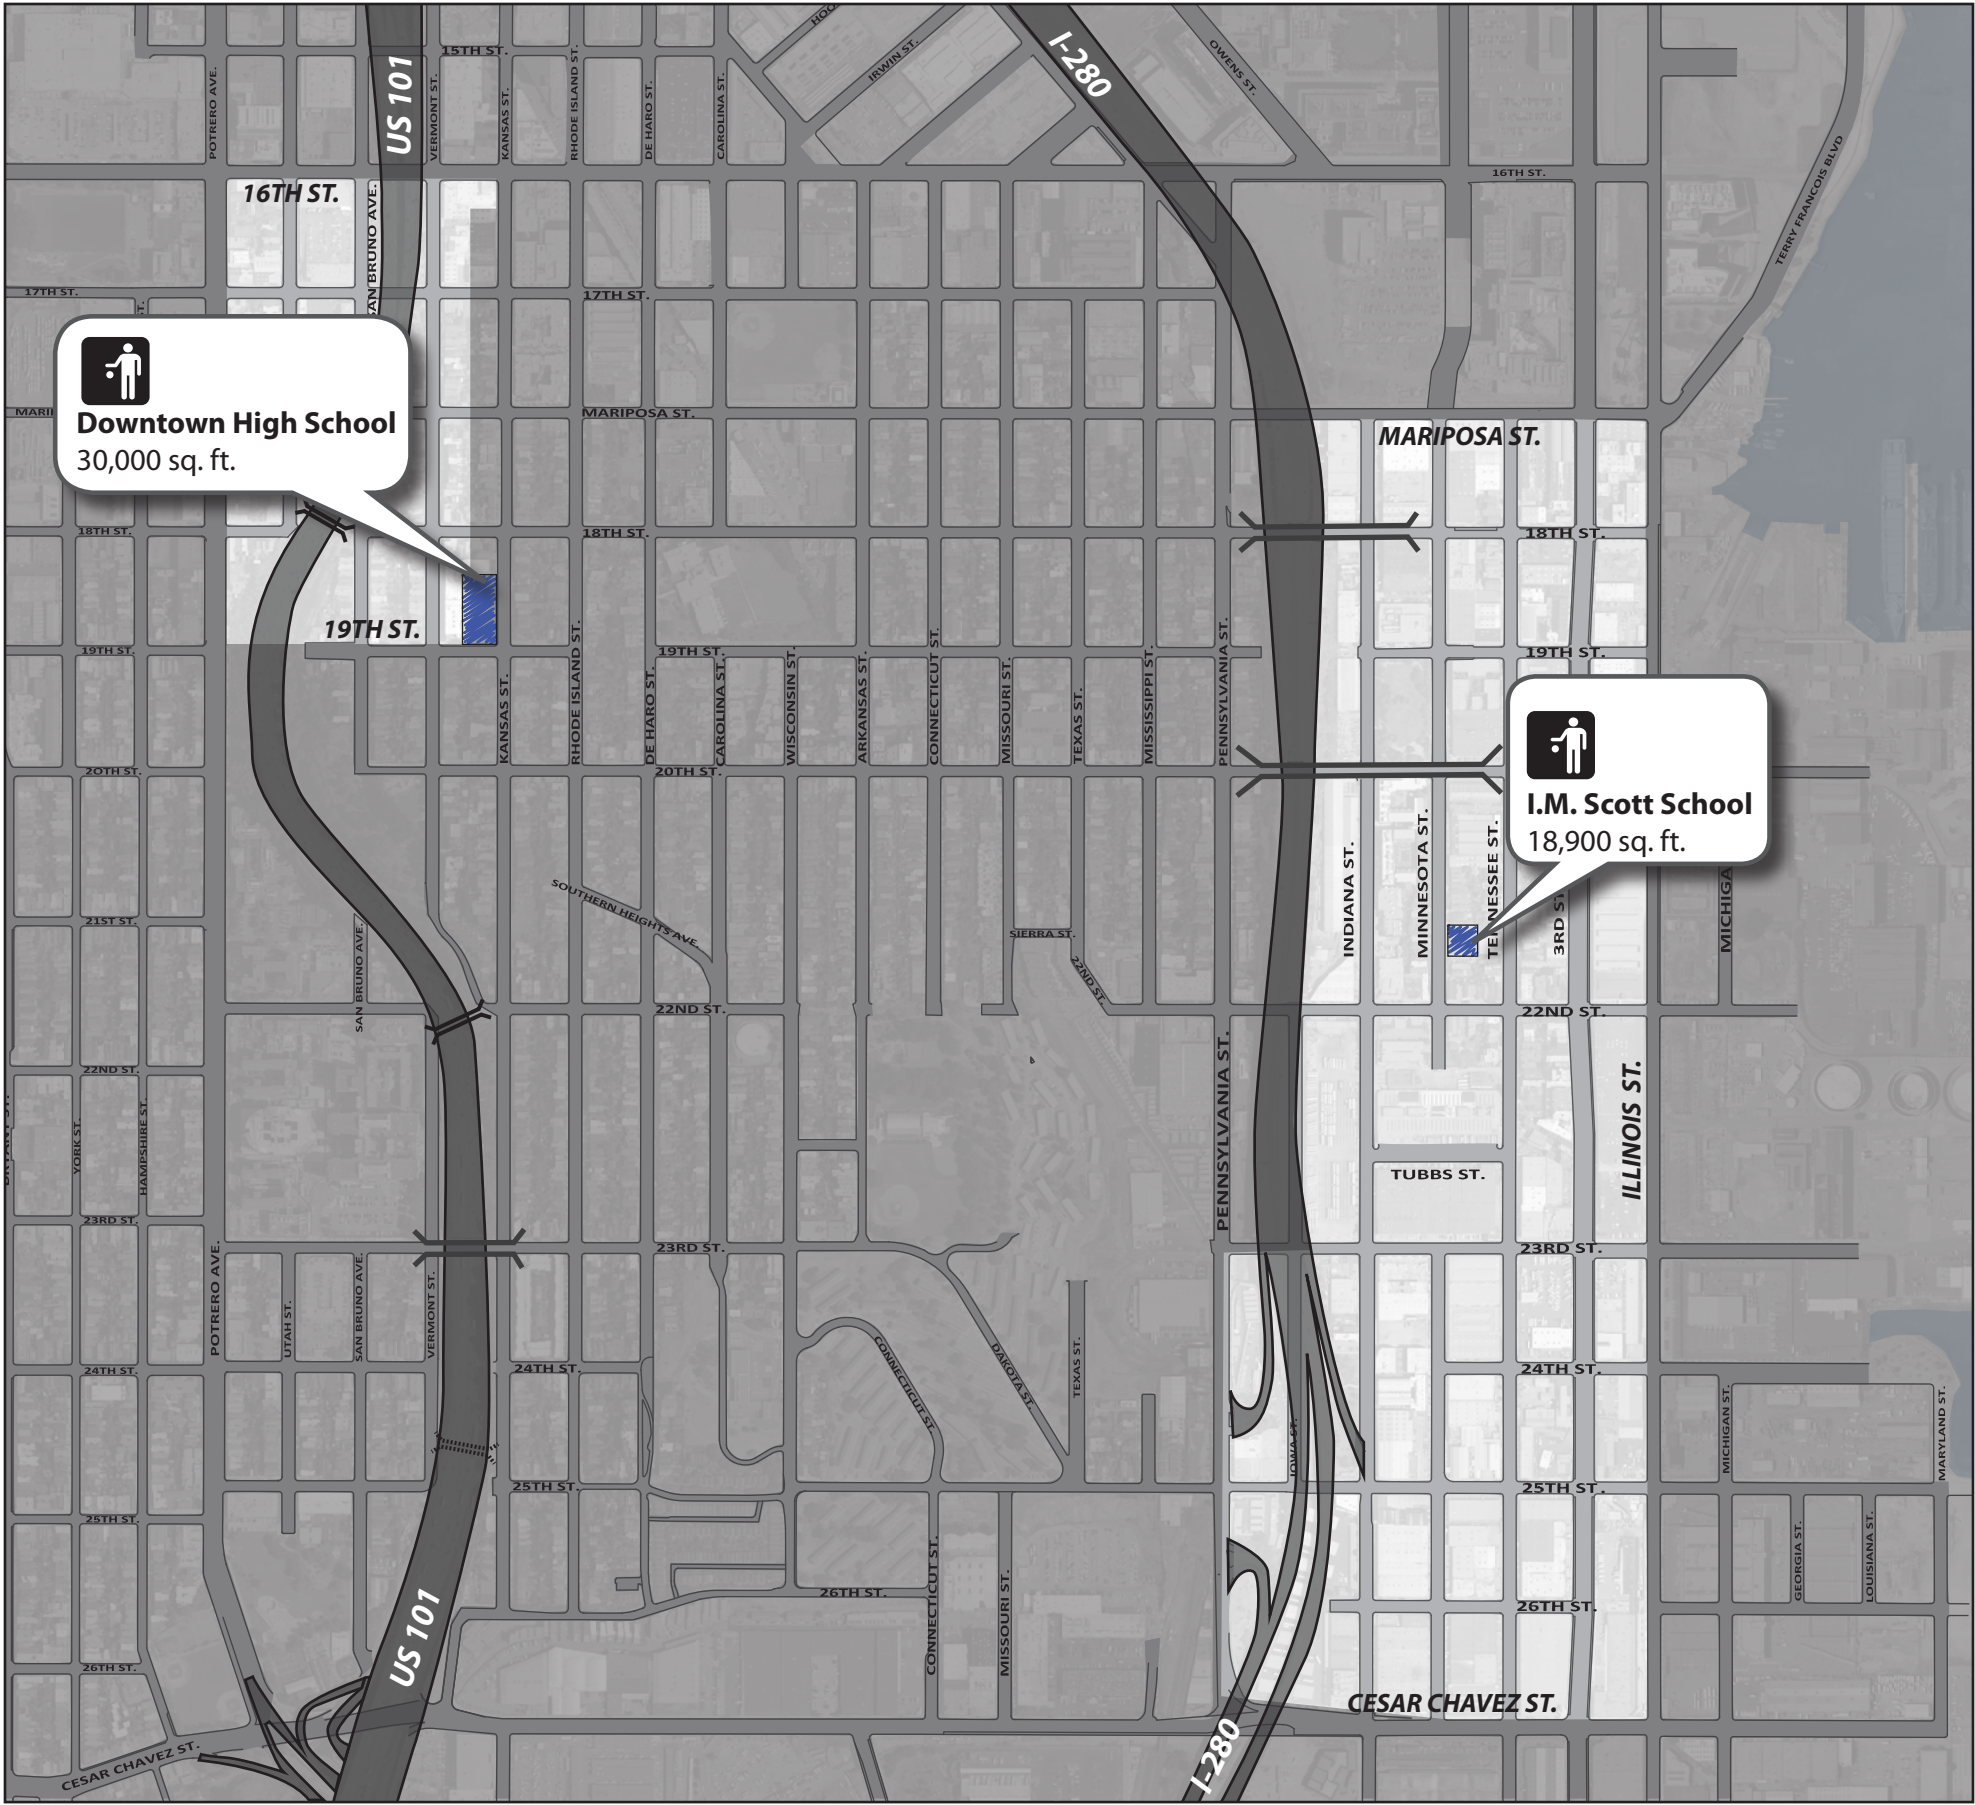 15TH ST.
US 101
POTRERO AVE.
VERMONT ST.
KANSAS ST.
RHODE ISLAND ST.
DE HARO ST.
CAROLINA ST.
IRWIN ST.
I-280
OWENS ST.
16TH ST.
16TH ST.
TERRY FRANCOIS BLVD
17TH ST.
17TH ST.
Downtown High School
30,000 sq. ft.
MARIPOSA ST.
MARIPOSA ST.
18TH ST.
18TH ST.
18TH ST.
19TH ST.
19TH ST.
19TH ST.
19TH ST.
KANSAS ST.
RHODE ISLAND ST.
DE HARO ST.
CAROLINA ST.
WISCONSIN ST.
ARKANSAS ST.
CONNECTICUT ST.
MISSOURI ST.
TEXAS ST.
MISSISSIPPI ST.
PENNSYLVANIA ST.
20TH ST.
20TH ST.
I.M. Scott School
18,900 sq. ft.
INDIANA ST.
MINNESOTA ST.
SOUTHERN HEIGHTS AVE.
21ST ST.
SAN BRUNO AVE.
SIERRA ST.
22ND ST.
22ND ST.
22ND ST.
22ND ST.
YORK ST.
HAMPSHIRE ST.
PENNSYLVANIA ST.
TUBBS ST.
ILLINOIS ST.
23RD ST.
23RD ST.
23RD ST.
POTRERO AVE.
UTAH ST.
SAN BRUNO AVE.
VERMONT ST.
24TH ST.
24TH ST.
24TH ST.
CONNECTICUT ST.
DAKOTA ST.
TEXAS ST.
IOWA ST.
MICHIGAN ST.
MARYLAND ST.
25TH ST.
25TH ST.
25TH ST.
GEORGIA ST.
LOUISIANA ST.
26TH ST.
26TH ST.
26TH ST.
CONNECTICUT ST.
MISSOURI ST.
US 101
CESAR CHAVEZ ST.
CESAR CHAVEZ ST.
I-280